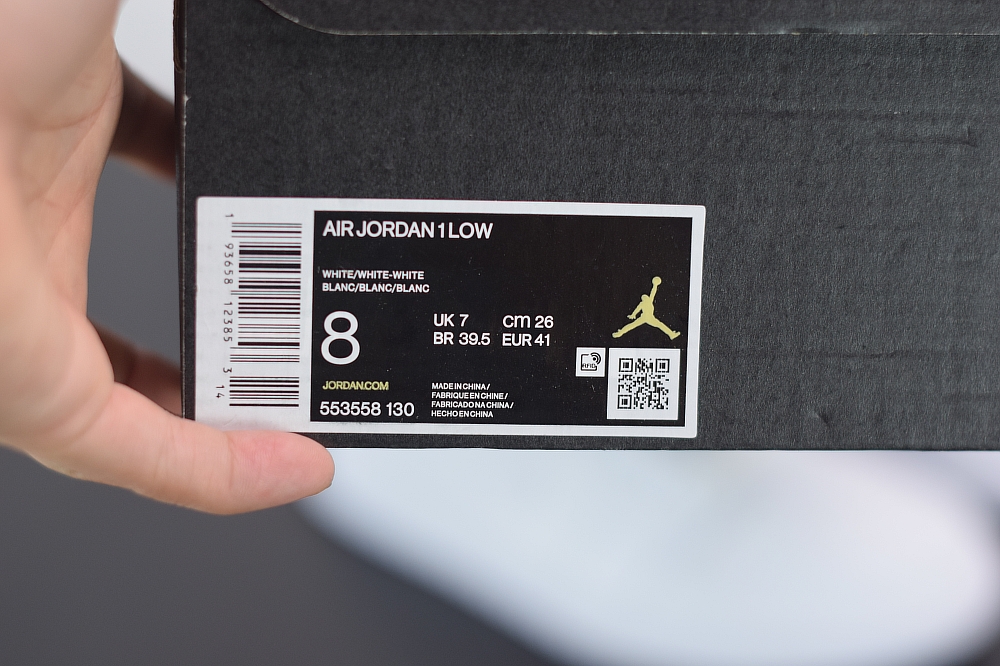 AIR JORDAN 1 LOW
WHITE/WHITE-WHITE
BLANC/BLANC/BLANC
8
UK 7 cm 26
BR 39.5 EUR 41
RFID
JORDAN.COM
553558 130
MADE IN CHINA /
FABRIQUE EN CHINE /
FABRICADO NA CHINA /
HECHO EN CHINA
1 93658 12385 3 14